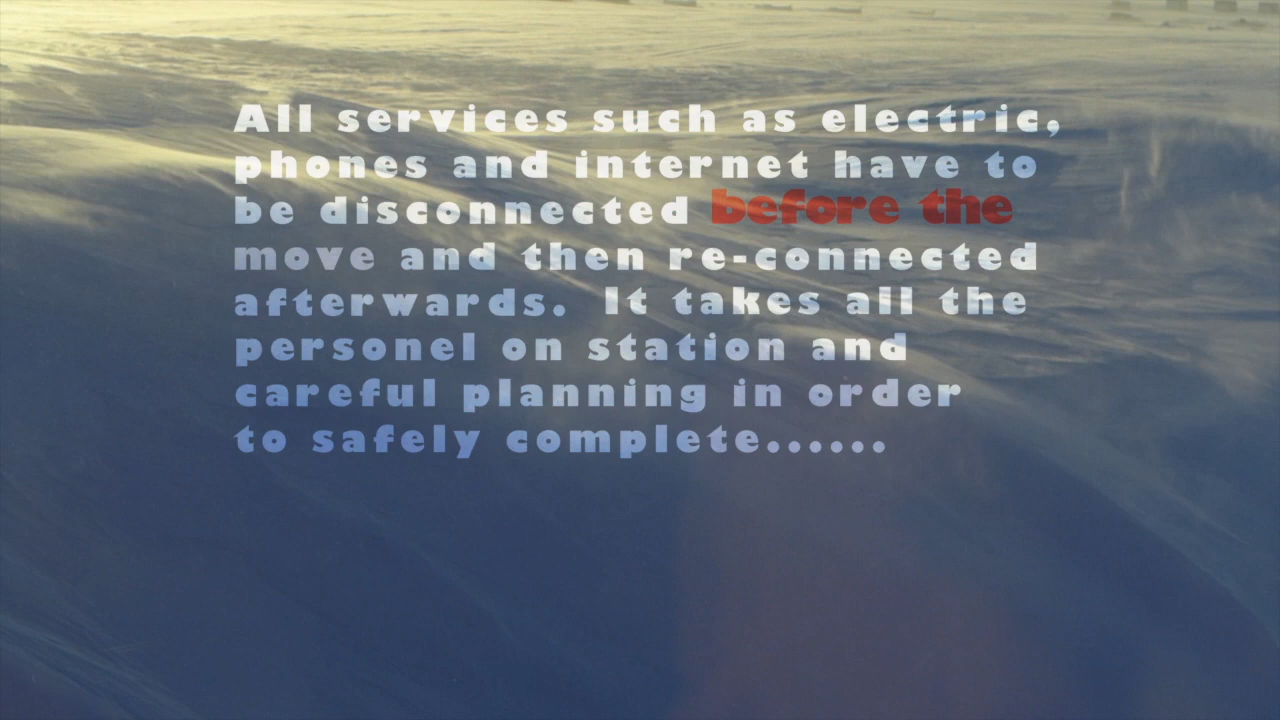 All services such as electric,
phones and internet have to
be disconnected before the
move and then re-connected
afterwards.  It takes all the
personel on station and
careful planning in order
to safely complete......